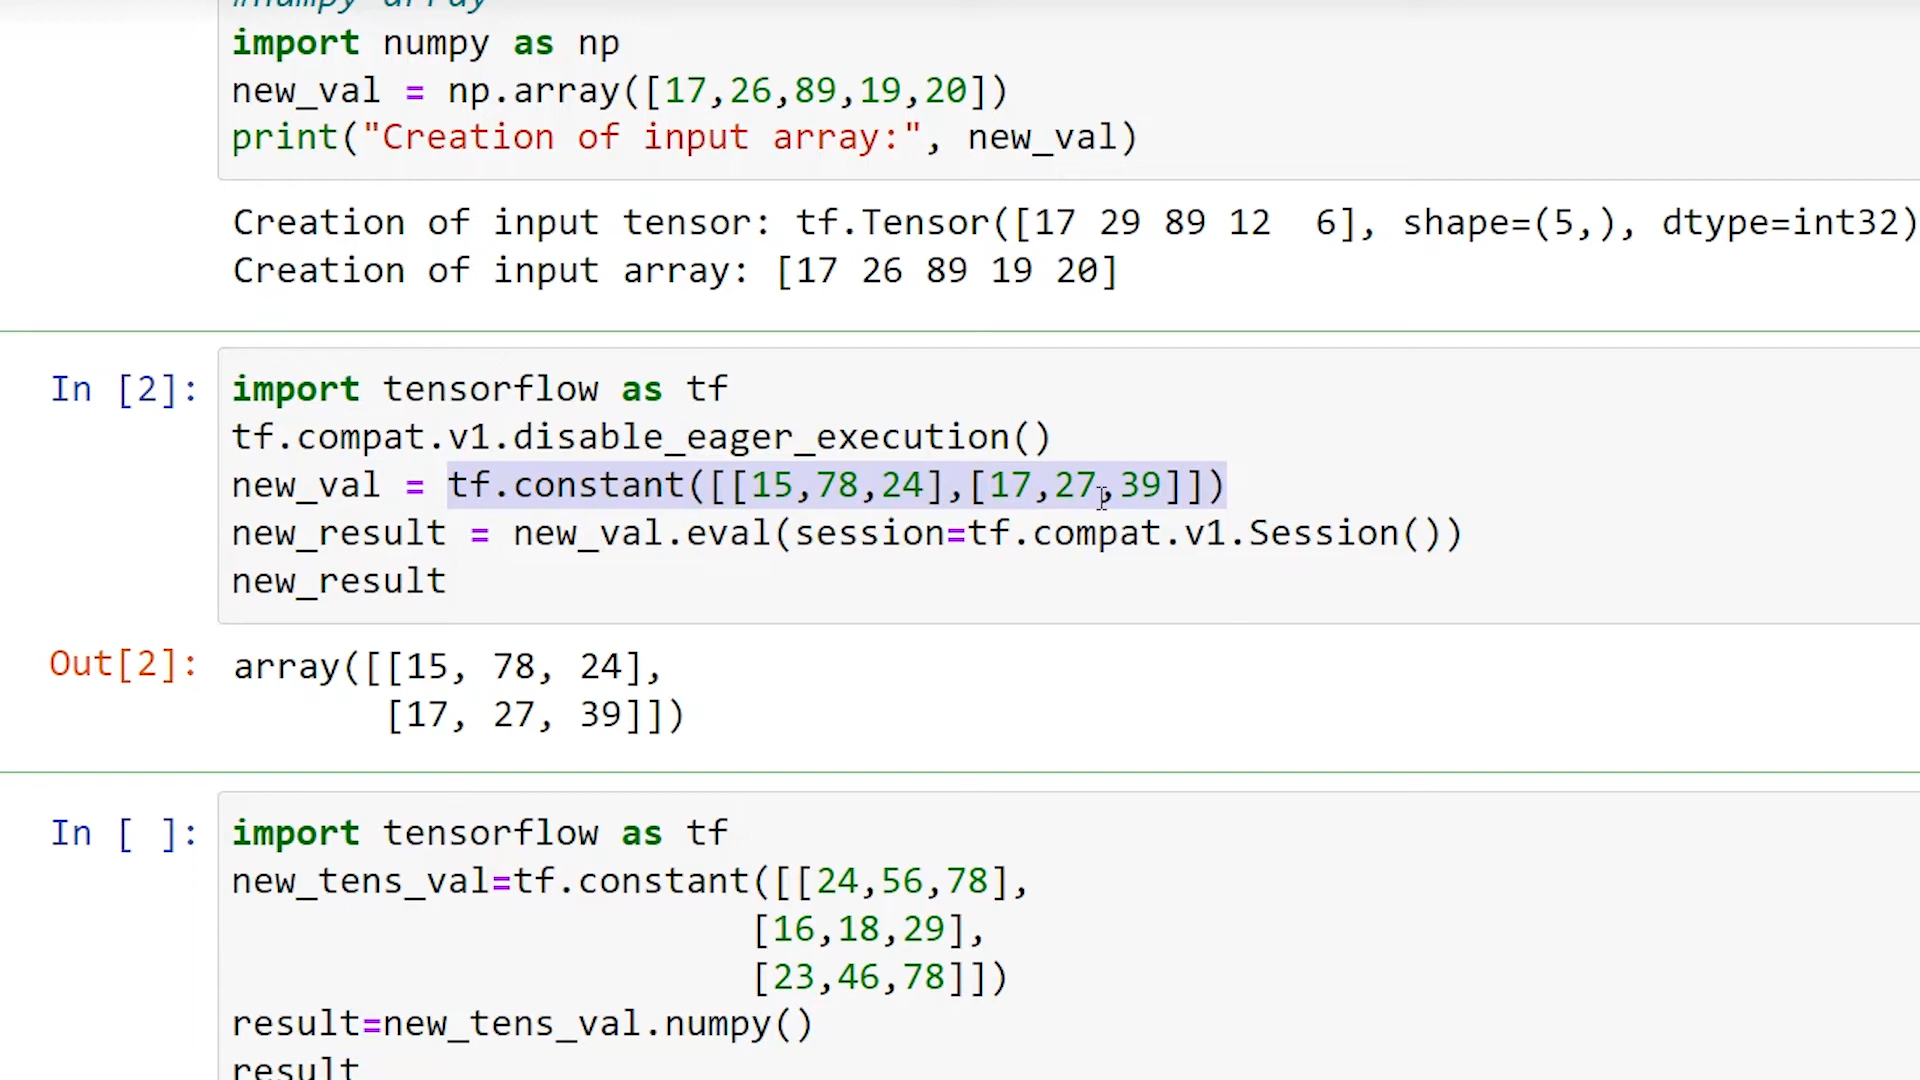 #numpy array
import numpy as np
new_val = np.array([17,26,89,19,20])
print("Creation of input array:", new_val)
Creation of input tensor: tf.Tensor([17 29 89 12  6], shape=(5,), dtype=int32)
Creation of input array: [17 26 89 19 20]
In [2]: import tensorflow as tf
tf.compat.v1.disable_eager_execution()
new_val = tf.constant([[15,78,24],[17,27,39]])
new_result = new_val.eval(session=tf.compat.v1.Session())
new_result
Out[2]: array([[15, 78, 24],
[17, 27, 39]])
In [ ]: import tensorflow as tf
new_tens_val=tf.constant([[24,56,78],
[16,18,29],
[23,46,78]])
result=new_tens_val.numpy()
result